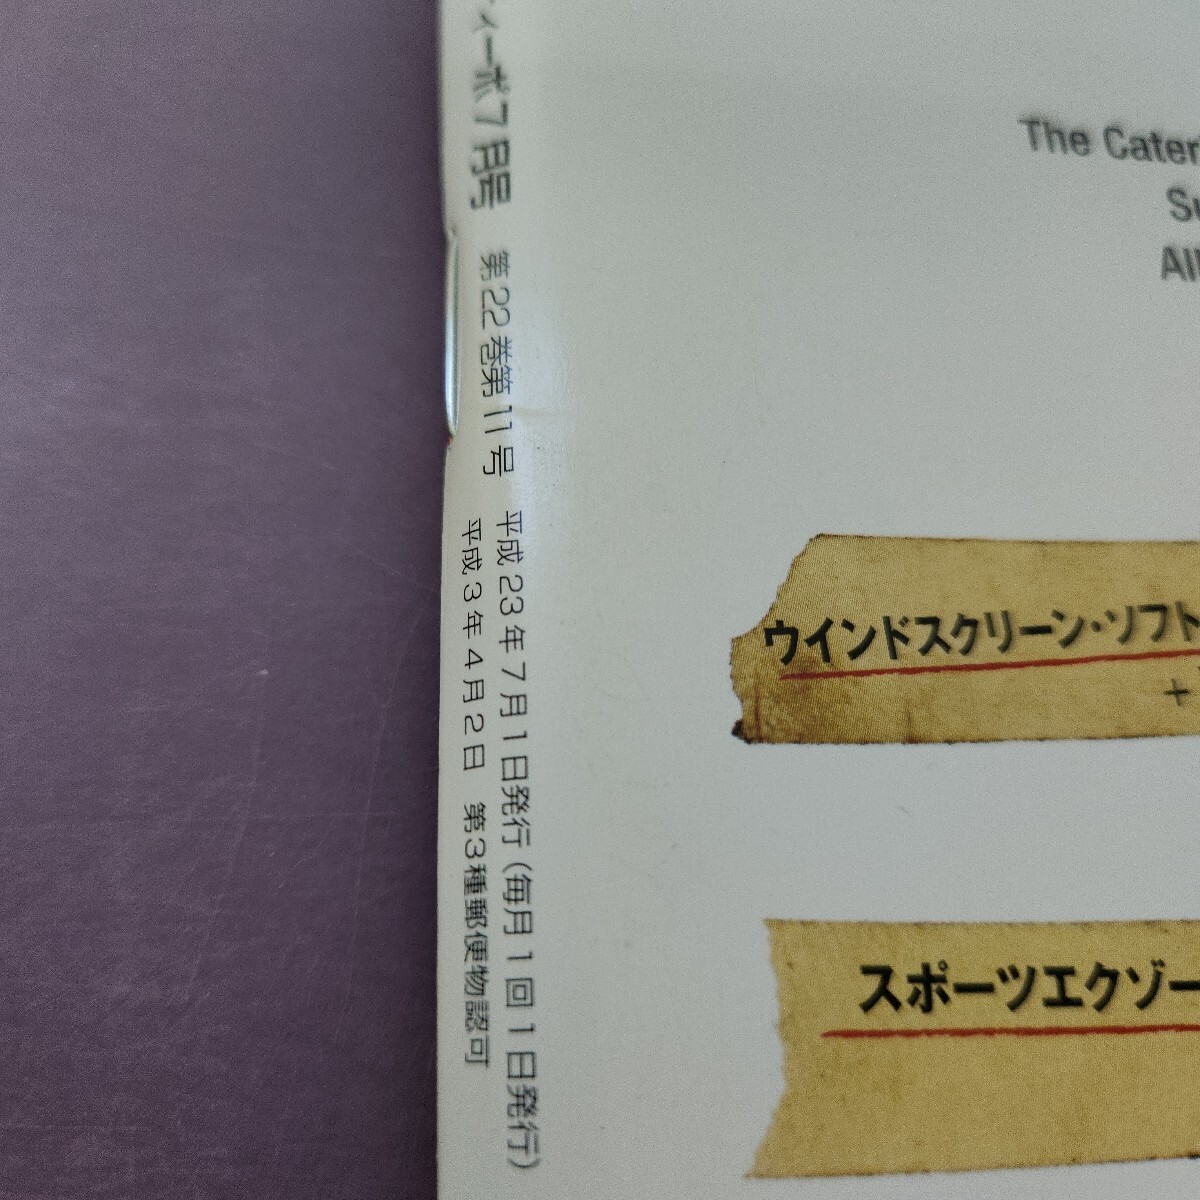 ィーポ7月号 第22巻第11号 平成23年7月1日発行(毎月1回1日発行)
平成3年4月2日 第3種郵便物認可
The Cater
Su
All
ウインドスクリーン・ソフト
+
スポーツエクゾー